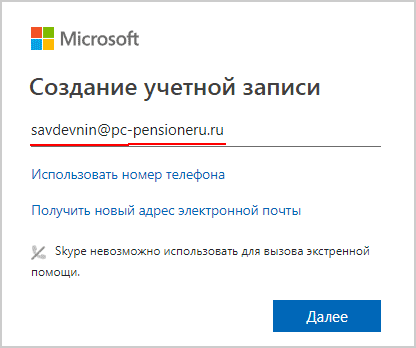 Microsoft
Создание учетной записи
savdevnin@pc-pensioneru.ru
Использовать номер телефона
Получить новый адрес электронной почты
Skype невозможно использовать для вызова экстренной
помощи.
Далее